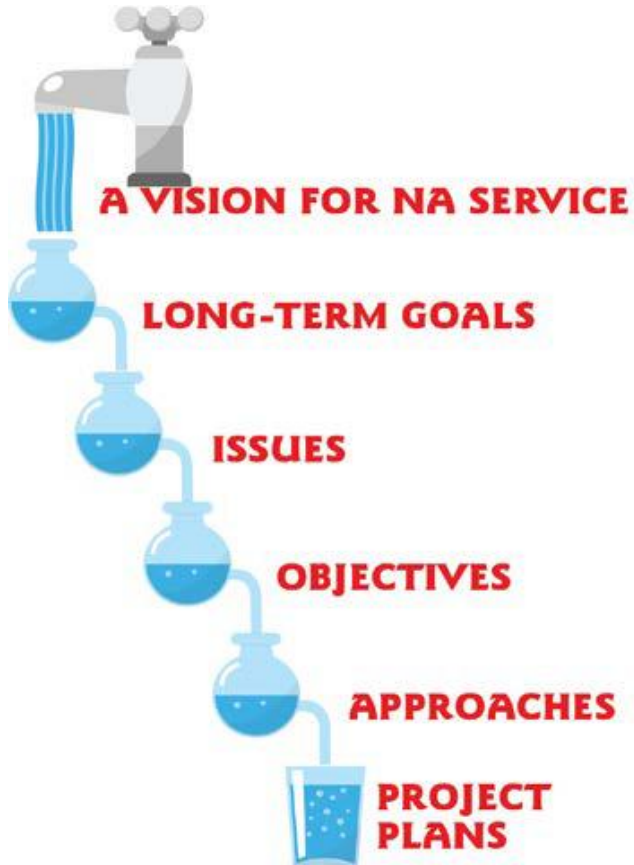 A VISION FOR NA SERVICE
LONG-TERM GOALS
ISSUES
OBJECTIVES
APPROACHES
PROJECT
PLANS